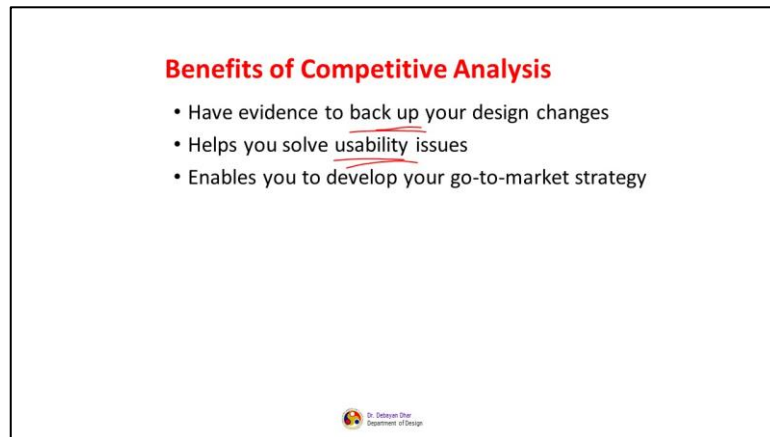 Benefits of Competitive Analysis
• Have evidence to back up your design changes
• Helps you solve usability issues
• Enables you to develop your go-to-market strategy
Dr. Debayan Dhar
Department of Design